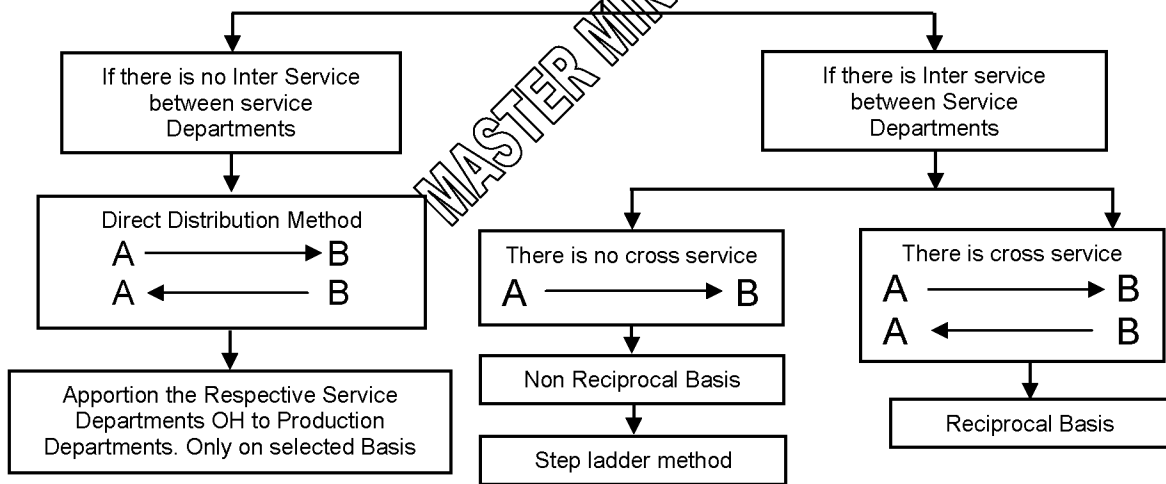 MASTER
If there is no Inter Service
between service
Departments
If there is Inter service
between Service
Departments
Direct Distribution Method
A B
A B
There is no cross service
A B
There is cross service
A B
A B
Apportion the Respective Service
Departments OH to Production
Departments. Only on selected Basis
Non Reciprocal Basis
Step ladder method
Reciprocal Basis